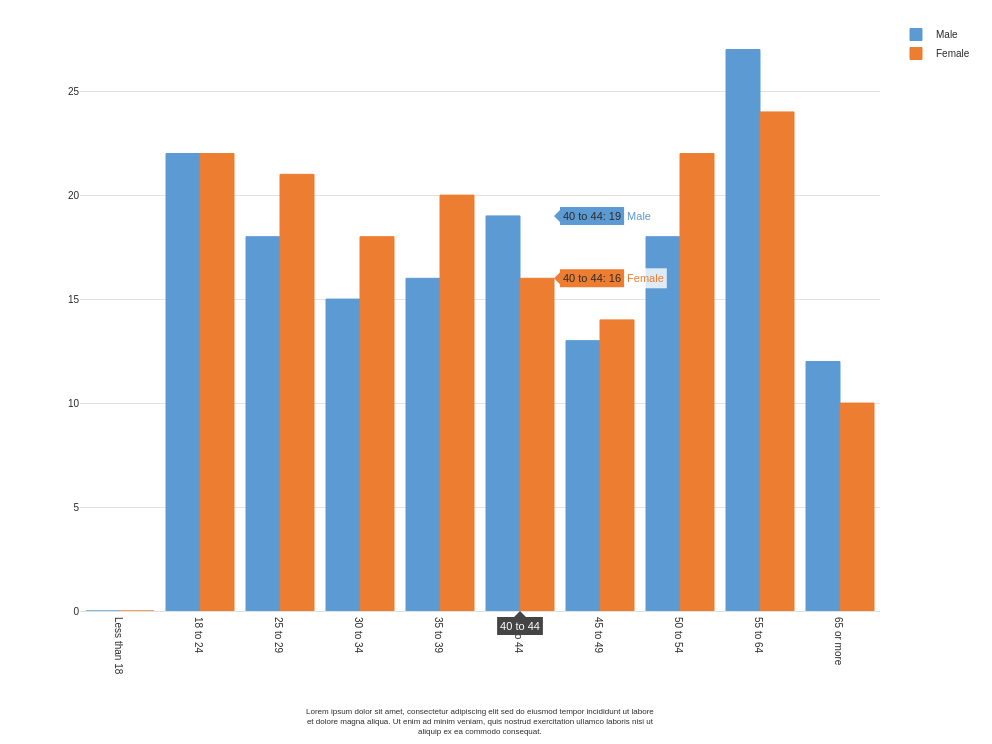 Male
Female
25
20
15
10
5
0
40 to 44: 19 Male
40 to 44: 16 Female
Less than 18
18 to 24
25 to 29
30 to 34
35 to 39
40 to 44
44
45 to 49
50 to 54
55 to 64
65 or more
Lorem ipsum dolor sit amet, consectetur adipiscing elit sed do eiusmod tempor incididunt ut labore
et dolore magna aliqua. Ut enim ad minim veniam, quis nostrud exercitation ullamco laboris nisi ut
aliquip ex ea commodo consequat.